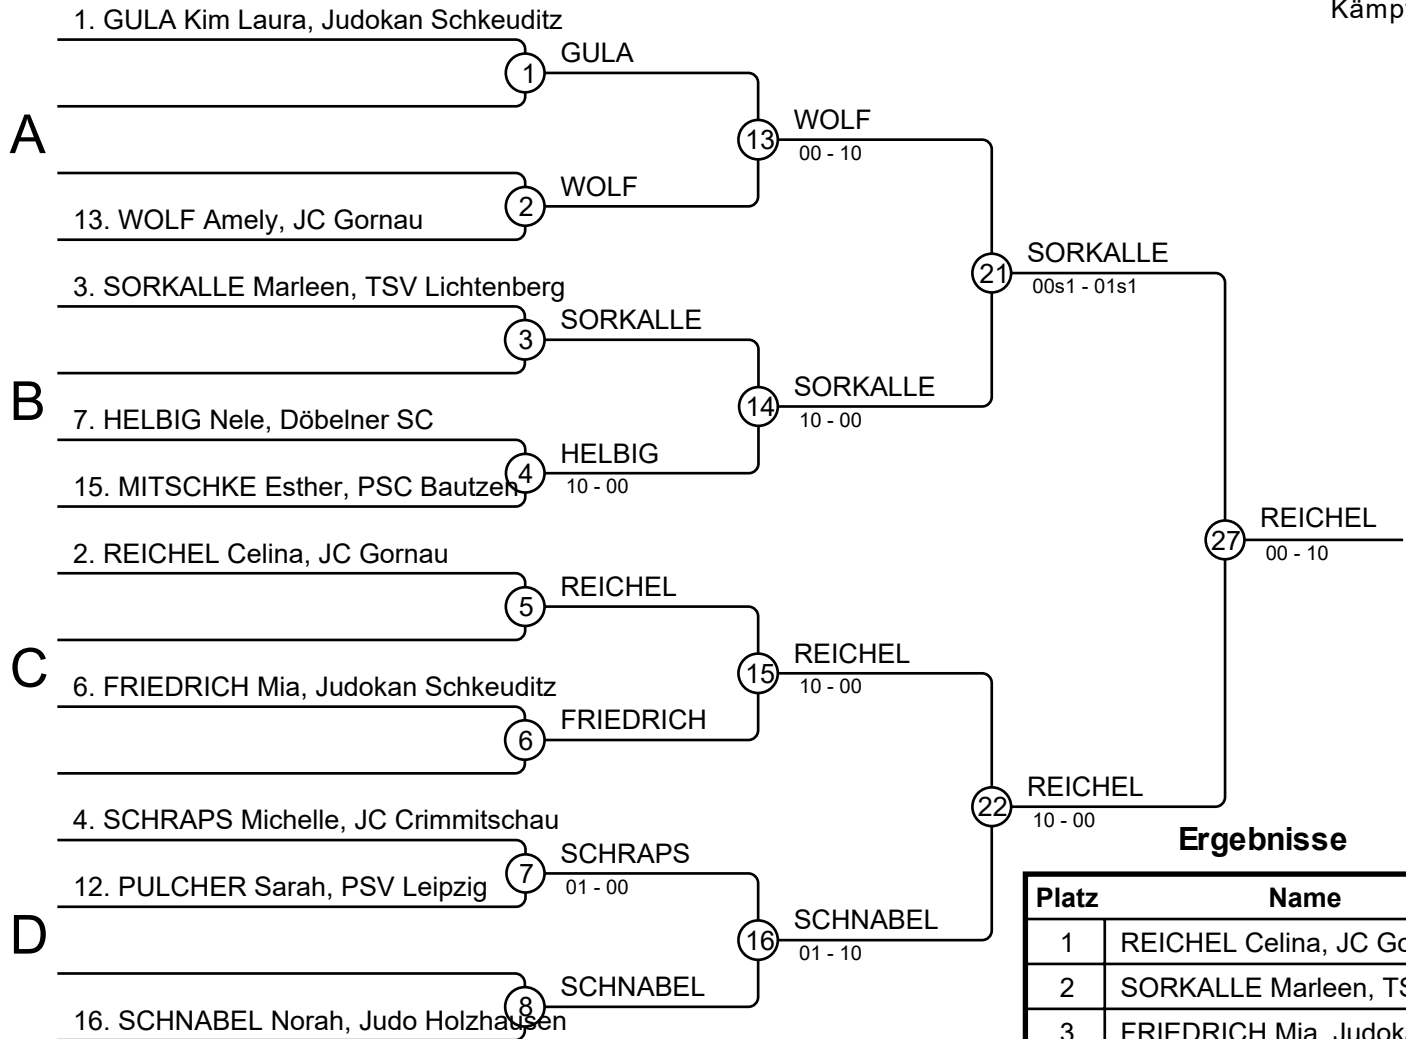 Kämpf
1. GULA Kim Laura, Judokan Schkeuditz
1
GULA
A
13
WOLF
00 - 10
2
WOLF
13. WOLF Amely, JC Gornau
21
SORKALLE
00s1 - 01s1
3. SORKALLE Marleen, TSV Lichtenberg
3
SORKALLE
B
14
SORKALLE
10 - 00
7. HELBIG Nele, Döbelner SC
4
HELBIG
10 - 00
15. MITSCHKE Esther, PSC Bautzen
27
REICHEL
00 - 10
2. REICHEL Celina, JC Gornau
5
REICHEL
C
15
REICHEL
10 - 00
6. FRIEDRICH Mia, Judokan Schkeuditz
6
FRIEDRICH
22
REICHEL
10 - 00
4. SCHRAPS Michelle, JC Crimmitschau
7
SCHRAPS
01 - 00
12. PULCHER Sarah, PSV Leipzig
D
16
SCHNABEL
01 - 10
8
SCHNABEL
16. SCHNABEL Norah, Judo Holzhausen
Ergebnisse
Platz Name
1 REICHEL Celina, JC Go
2 SORKALLE Marleen, TS
3 FRIEDRICH Mia, Judoka